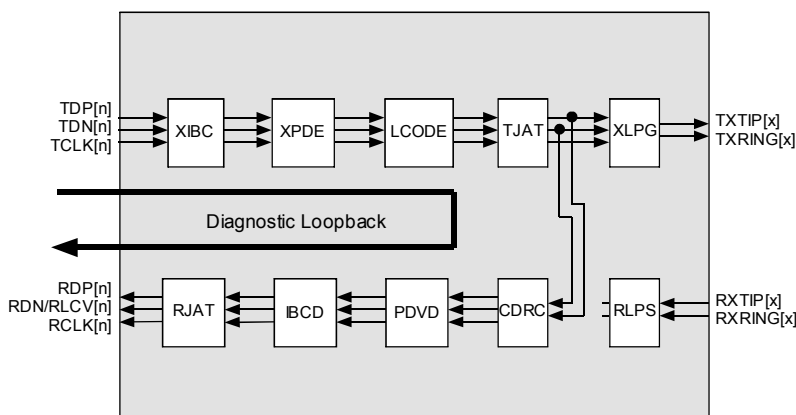 TDP[n]
TDN[n]
TCLK[n]
XIBC
XPDE
LCODE
TJAT
XLPG
TXTIP[x]
TXRING[x]
Diagnostic Loopback
RDP[n]
RDN/RLCV[n]
RCLK[n]
RJAT
IBCD
PDVD
CDRC
RLPS
RXTIP[x]
RXRING[x]